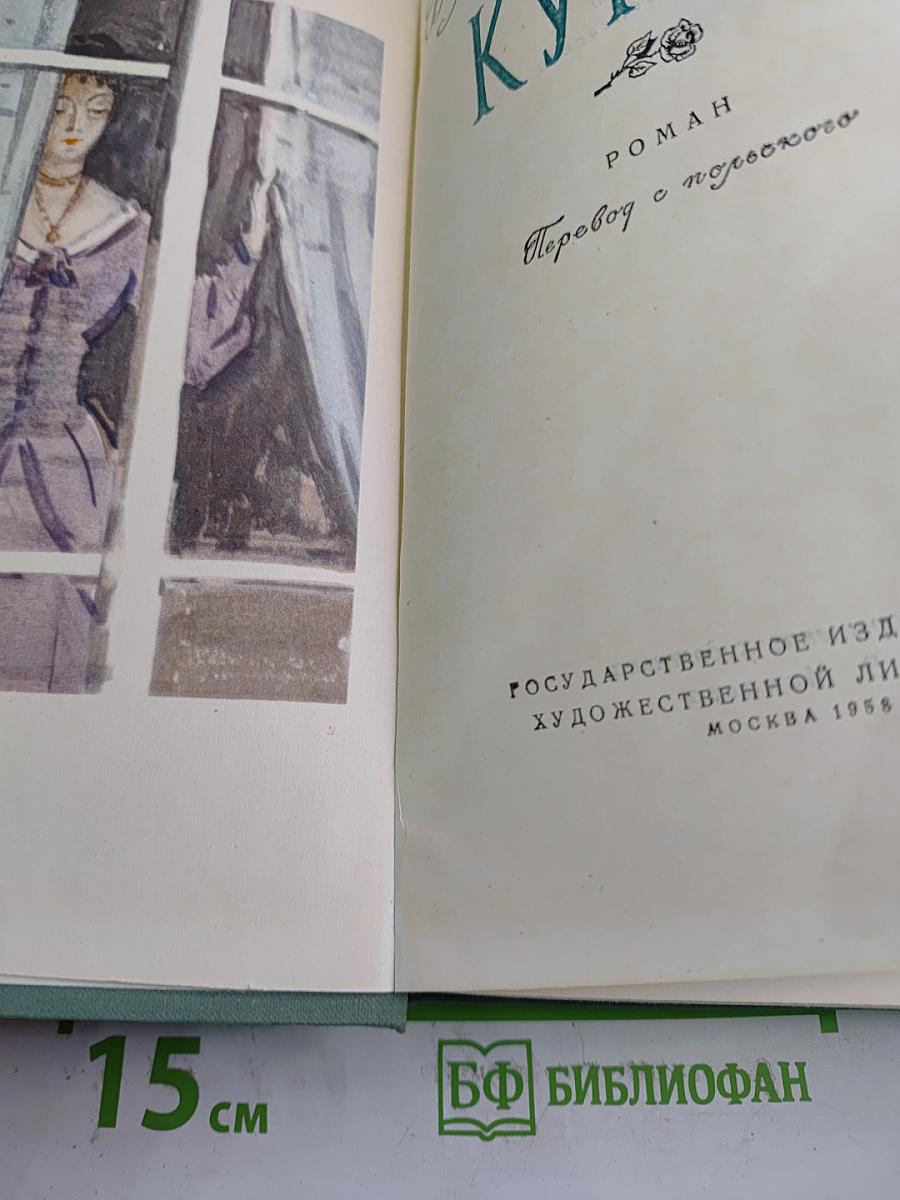 КУ
РОМАН
Перевод с польского
ГОСУДАРСТВЕННОЕ ИЗД
ХУДОЖЕСТВЕННОЙ ЛИ
МОСКВА 1958
15 см
БФ БИБЛИОФАН